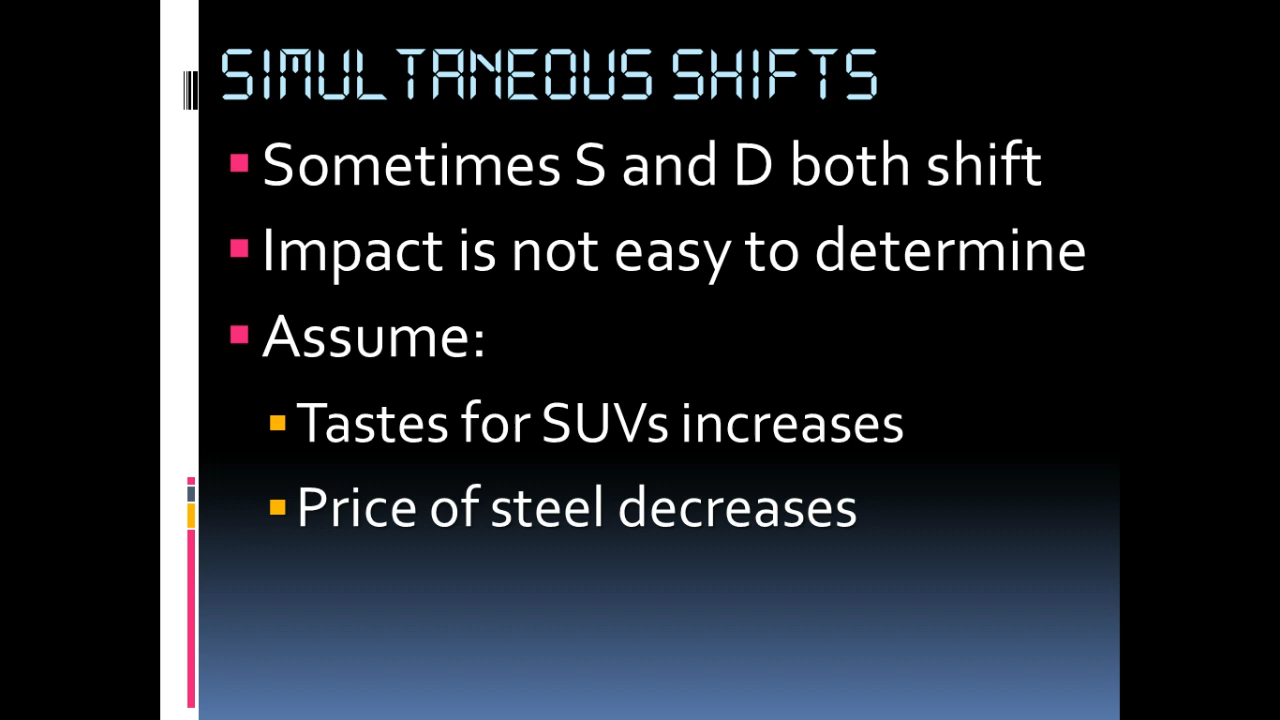 SIMULTANEOUS SHIFTS
Sometimes S and D both shift
Impact is not easy to determine
Assume:
Tastes for SUVs increases
Price of steel decreases